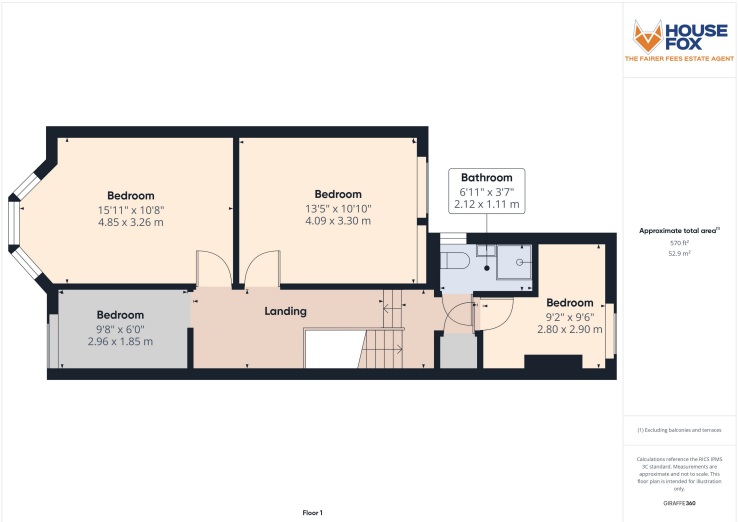 HOUSE
FOX
THE FAIRER FEES ESTATE AGENT
Bathroom
6'11" x 3'7"
2.12 x 1.11 m
Bedroom
15'11" x 10'8"
4.85 x 3.26 m
Bedroom
13'5" x 10'10"
4.09 x 3.30 m
Approximate total area⁽¹⁾
570 ft²
52.9 m²
Bedroom
9'8" x 6'0"
2.96 x 1.85 m
Landing
Bedroom
9'2" x 9'6"
2.80 x 2.90 m
(1) Excluding balconies and terraces
Calculations reference the RICS IPMS
3C standard. Measurements are
approximate and not to scale. This
floor plan is intended for illustration
only.
GIRAFFE360
Floor 1